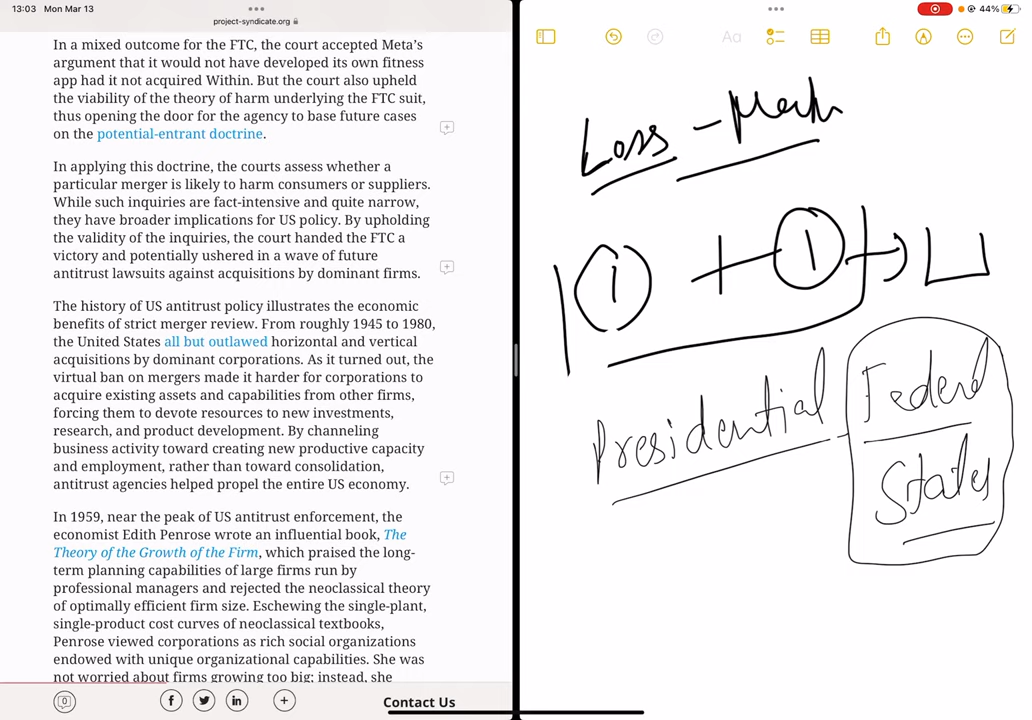 13:03 Mon Mar 13
project-syndicate.org
In a mixed outcome for the FTC, the court accepted Meta’s
argument that it would not have developed its own fitness
app had it not acquired Within. But the court also upheld
the viability of the theory of harm underlying the FTC suit,
thus opening the door for the agency to base future cases
on the potential-entrant doctrine.
In applying this doctrine, the courts assess whether a
particular merger is likely to harm consumers or suppliers.
While such inquiries are fact-intensive and quite narrow,
they have broader implications for US policy. By upholding
the validity of the inquiries, the court handed the FTC a
victory and potentially ushered in a wave of future
antitrust lawsuits against acquisitions by dominant firms.
The history of US antitrust policy illustrates the economic
benefits of strict merger review. From roughly 1945 to 1980,
the United States all but outlawed horizontal and vertical
acquisitions by dominant corporations. As it turned out, the
virtual ban on mergers made it harder for corporations to
acquire existing assets and capabilities from other firms,
forcing them to devote resources to new investments,
research, and product development. By channeling
business activity toward creating new productive capacity
and employment, rather than toward consolidation,
antitrust agencies helped propel the entire US economy.
In 1959, near the peak of US antitrust enforcement, the
economist Edith Penrose wrote an influential book, The
Theory of the Growth of the Firm, which praised the long-
term planning capabilities of large firms run by
professional managers and rejected the neoclassical theory
of optimally efficient firm size. Eschewing the single-plant,
single-product cost curves of neoclassical textbooks,
Penrose viewed corporations as rich social organizations
endowed with unique organizational capabilities. She was
not worried about firms growing too big; instead, she
0
Contact Us
44%
Aa
Loss -
1 + 1
Presidential - Federal
States